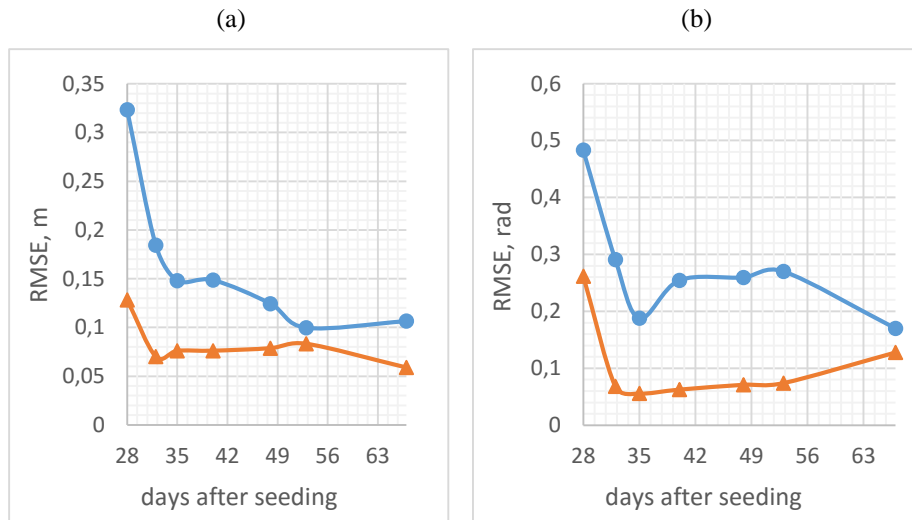 (a)
0,35
0,3
0,25
0,2
0,15
0,1
0,05
0
RMSE, m
28 35 42 49 56 63
days after seeding
(b)
0,6
0,5
0,4
0,3
0,2
0,1
0
RMSE, rad
28 35 42 49 56 63
days after seeding